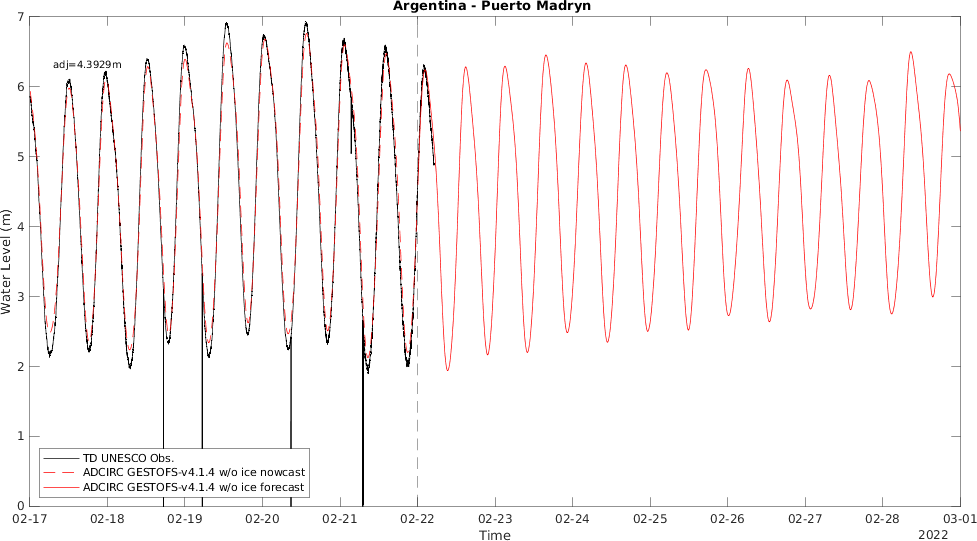 Argentina - Puerto Madryn
7
6
5
4
3
2
1
0
Water Level (m)
adj=4.3929m
TD UNESCO Obs.
ADCIRC GESTOFS-v4.1.4 w/o ice nowcast
ADCIRC GESTOFS-v4.1.4 w/o ice forecast
02-17 02-18 02-19 02-20 02-21 02-22 02-23 02-24 02-25 02-26 02-27 02-28 03-01
Time
2022